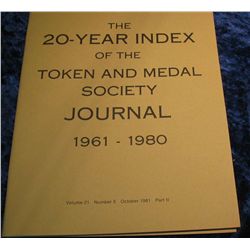 THE
20-YEAR INDEX
OF THE
TOKEN AND MEDAL
SOCIETY
JOURNAL
1961 - 1980
Volume 21 Number 5 October 1981 Part II